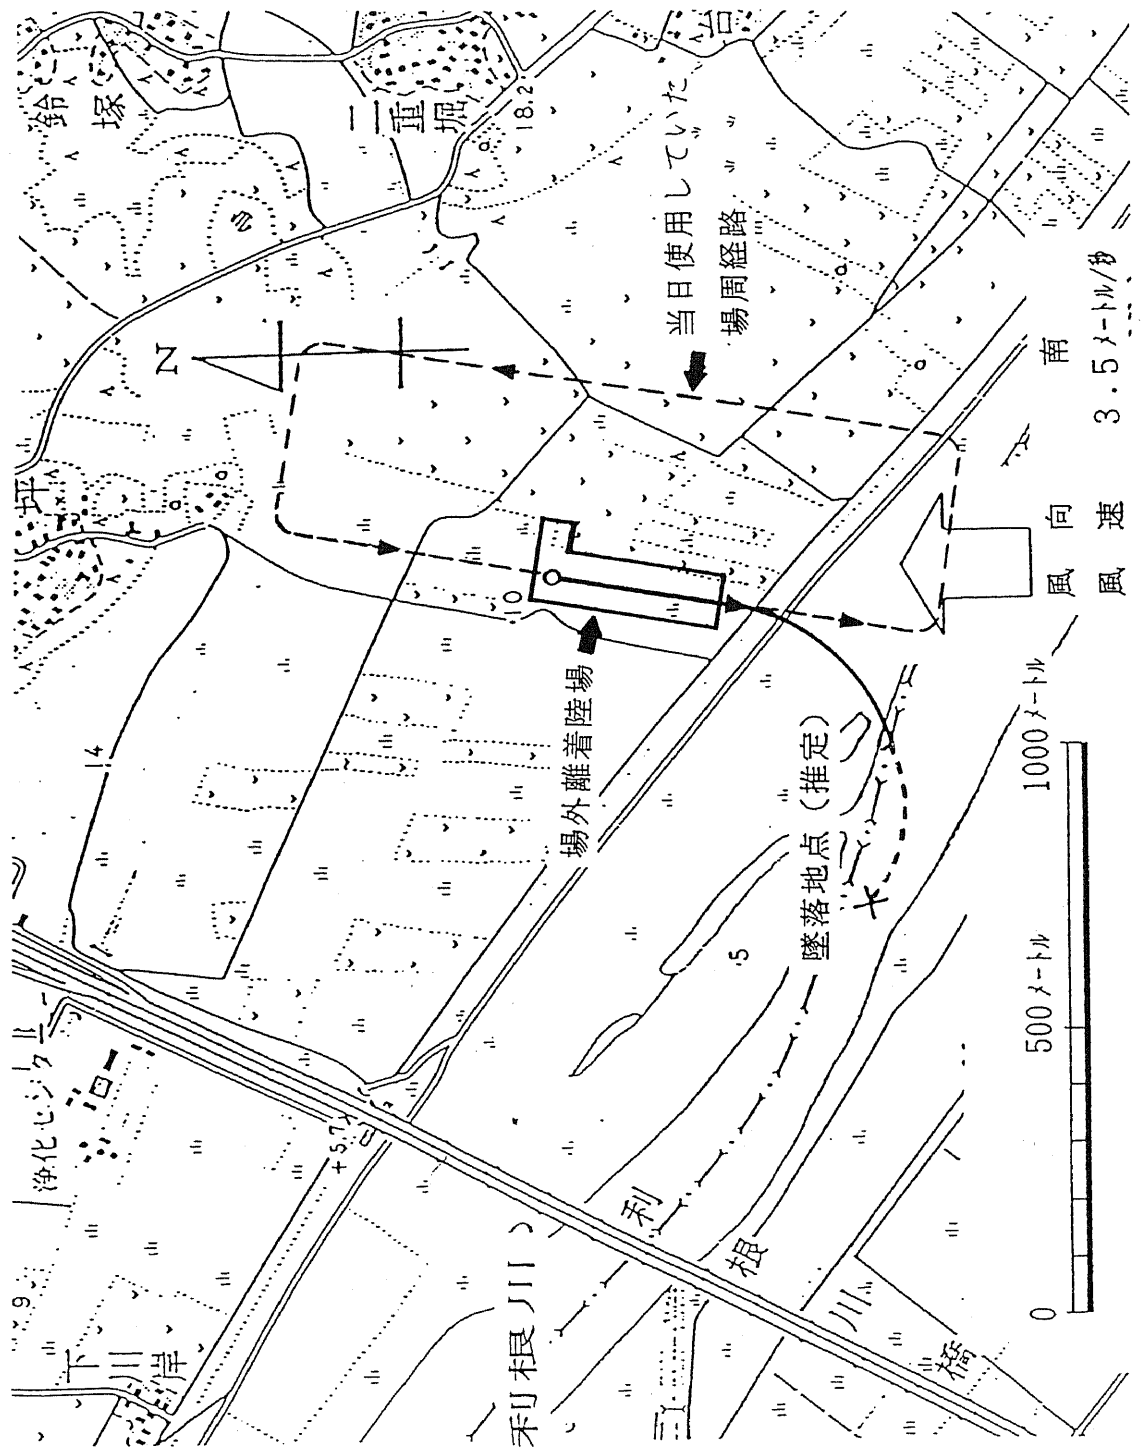 鈴塚
二重堀
18.2
台
坪
N
当日使用していた
場周経路
10
場外離着陸場
14
浄化センター
+5.7
墜落地点（推定）
.5
利根川
利根川橋
下川岸
9
風向 南
風速 3.5メートル/秒
0
500メートル
1000メートル